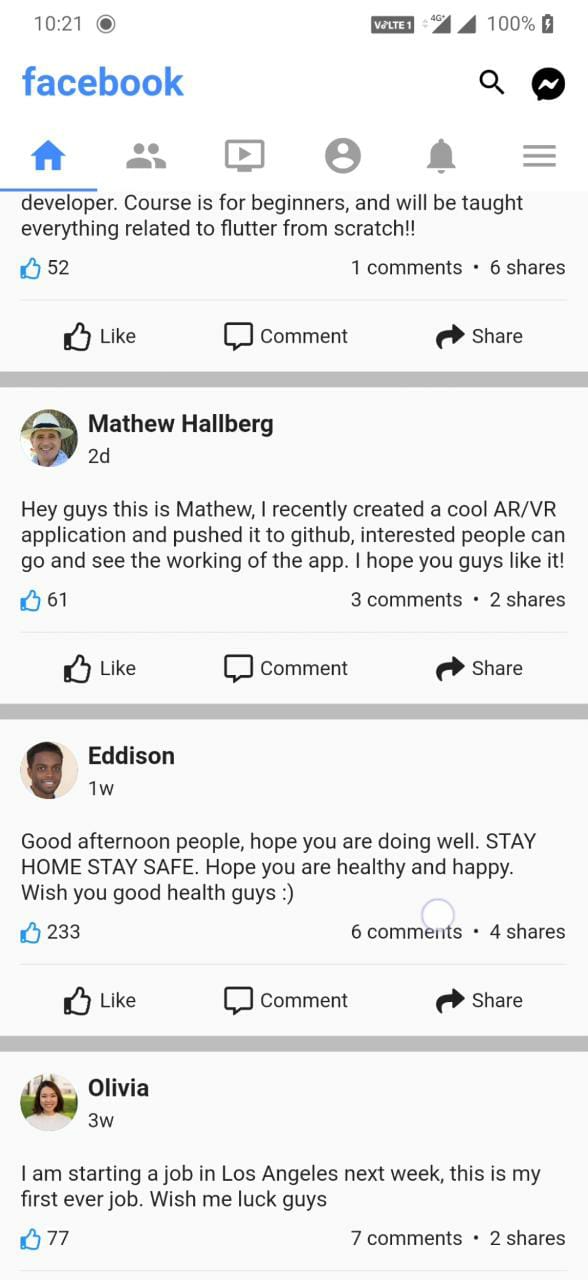 10:21 VoLTE 1 4G+ 100%
facebook
developer. Course is for beginners, and will be taught
everything related to flutter from scratch!!
52 1 comments • 6 shares
Like Comment Share
Mathew Hallberg
2d
Hey guys this is Mathew, I recently created a cool AR/VR
application and pushed it to github, interested people can
go and see the working of the app. I hope you guys like it!
61 3 comments • 2 shares
Like Comment Share
Eddison
1w
Good afternoon people, hope you are doing well. STAY
HOME STAY SAFE. Hope you are healthy and happy.
Wish you good health guys :)
233 6 comments • 4 shares
Like Comment Share
Olivia
3w
I am starting a job in Los Angeles next week, this is my
first ever job. Wish me luck guys
77 7 comments • 2 shares